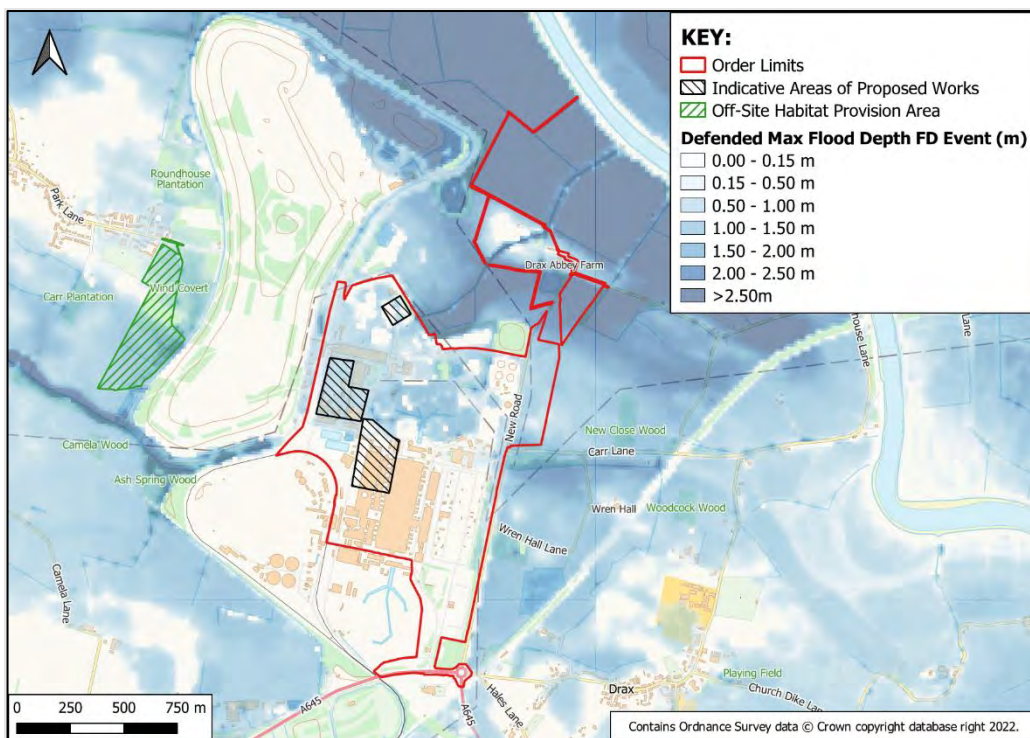 KEY:
Order Limits
Indicative Areas of Proposed Works
Off-Site Habitat Provision Area
Defended Max Flood Depth FD Event (m)
0.00 - 0.15 m
0.15 - 0.50 m
0.50 - 1.00 m
1.00 - 1.50 m
1.50 - 2.00 m
2.00 - 2.50 m
>2.50m
Roundhouse
Plantation
Park Lane
Wind Covert
Carr Plantation
Drax Abbey Farm
Lane
house Lane
New Road
New Close Wood
Carr Lane
Camela Wood
Ash Spring Wood
Wren Hall
Woodcock Wood
Wren Hall Lane
Camela Lane
Playing Field
Drax
Church Dike Lane
Hales Lane
A645
A645
0 250 500 750 m
Contains Ordnance Survey data © Crown copyright database right 2022.